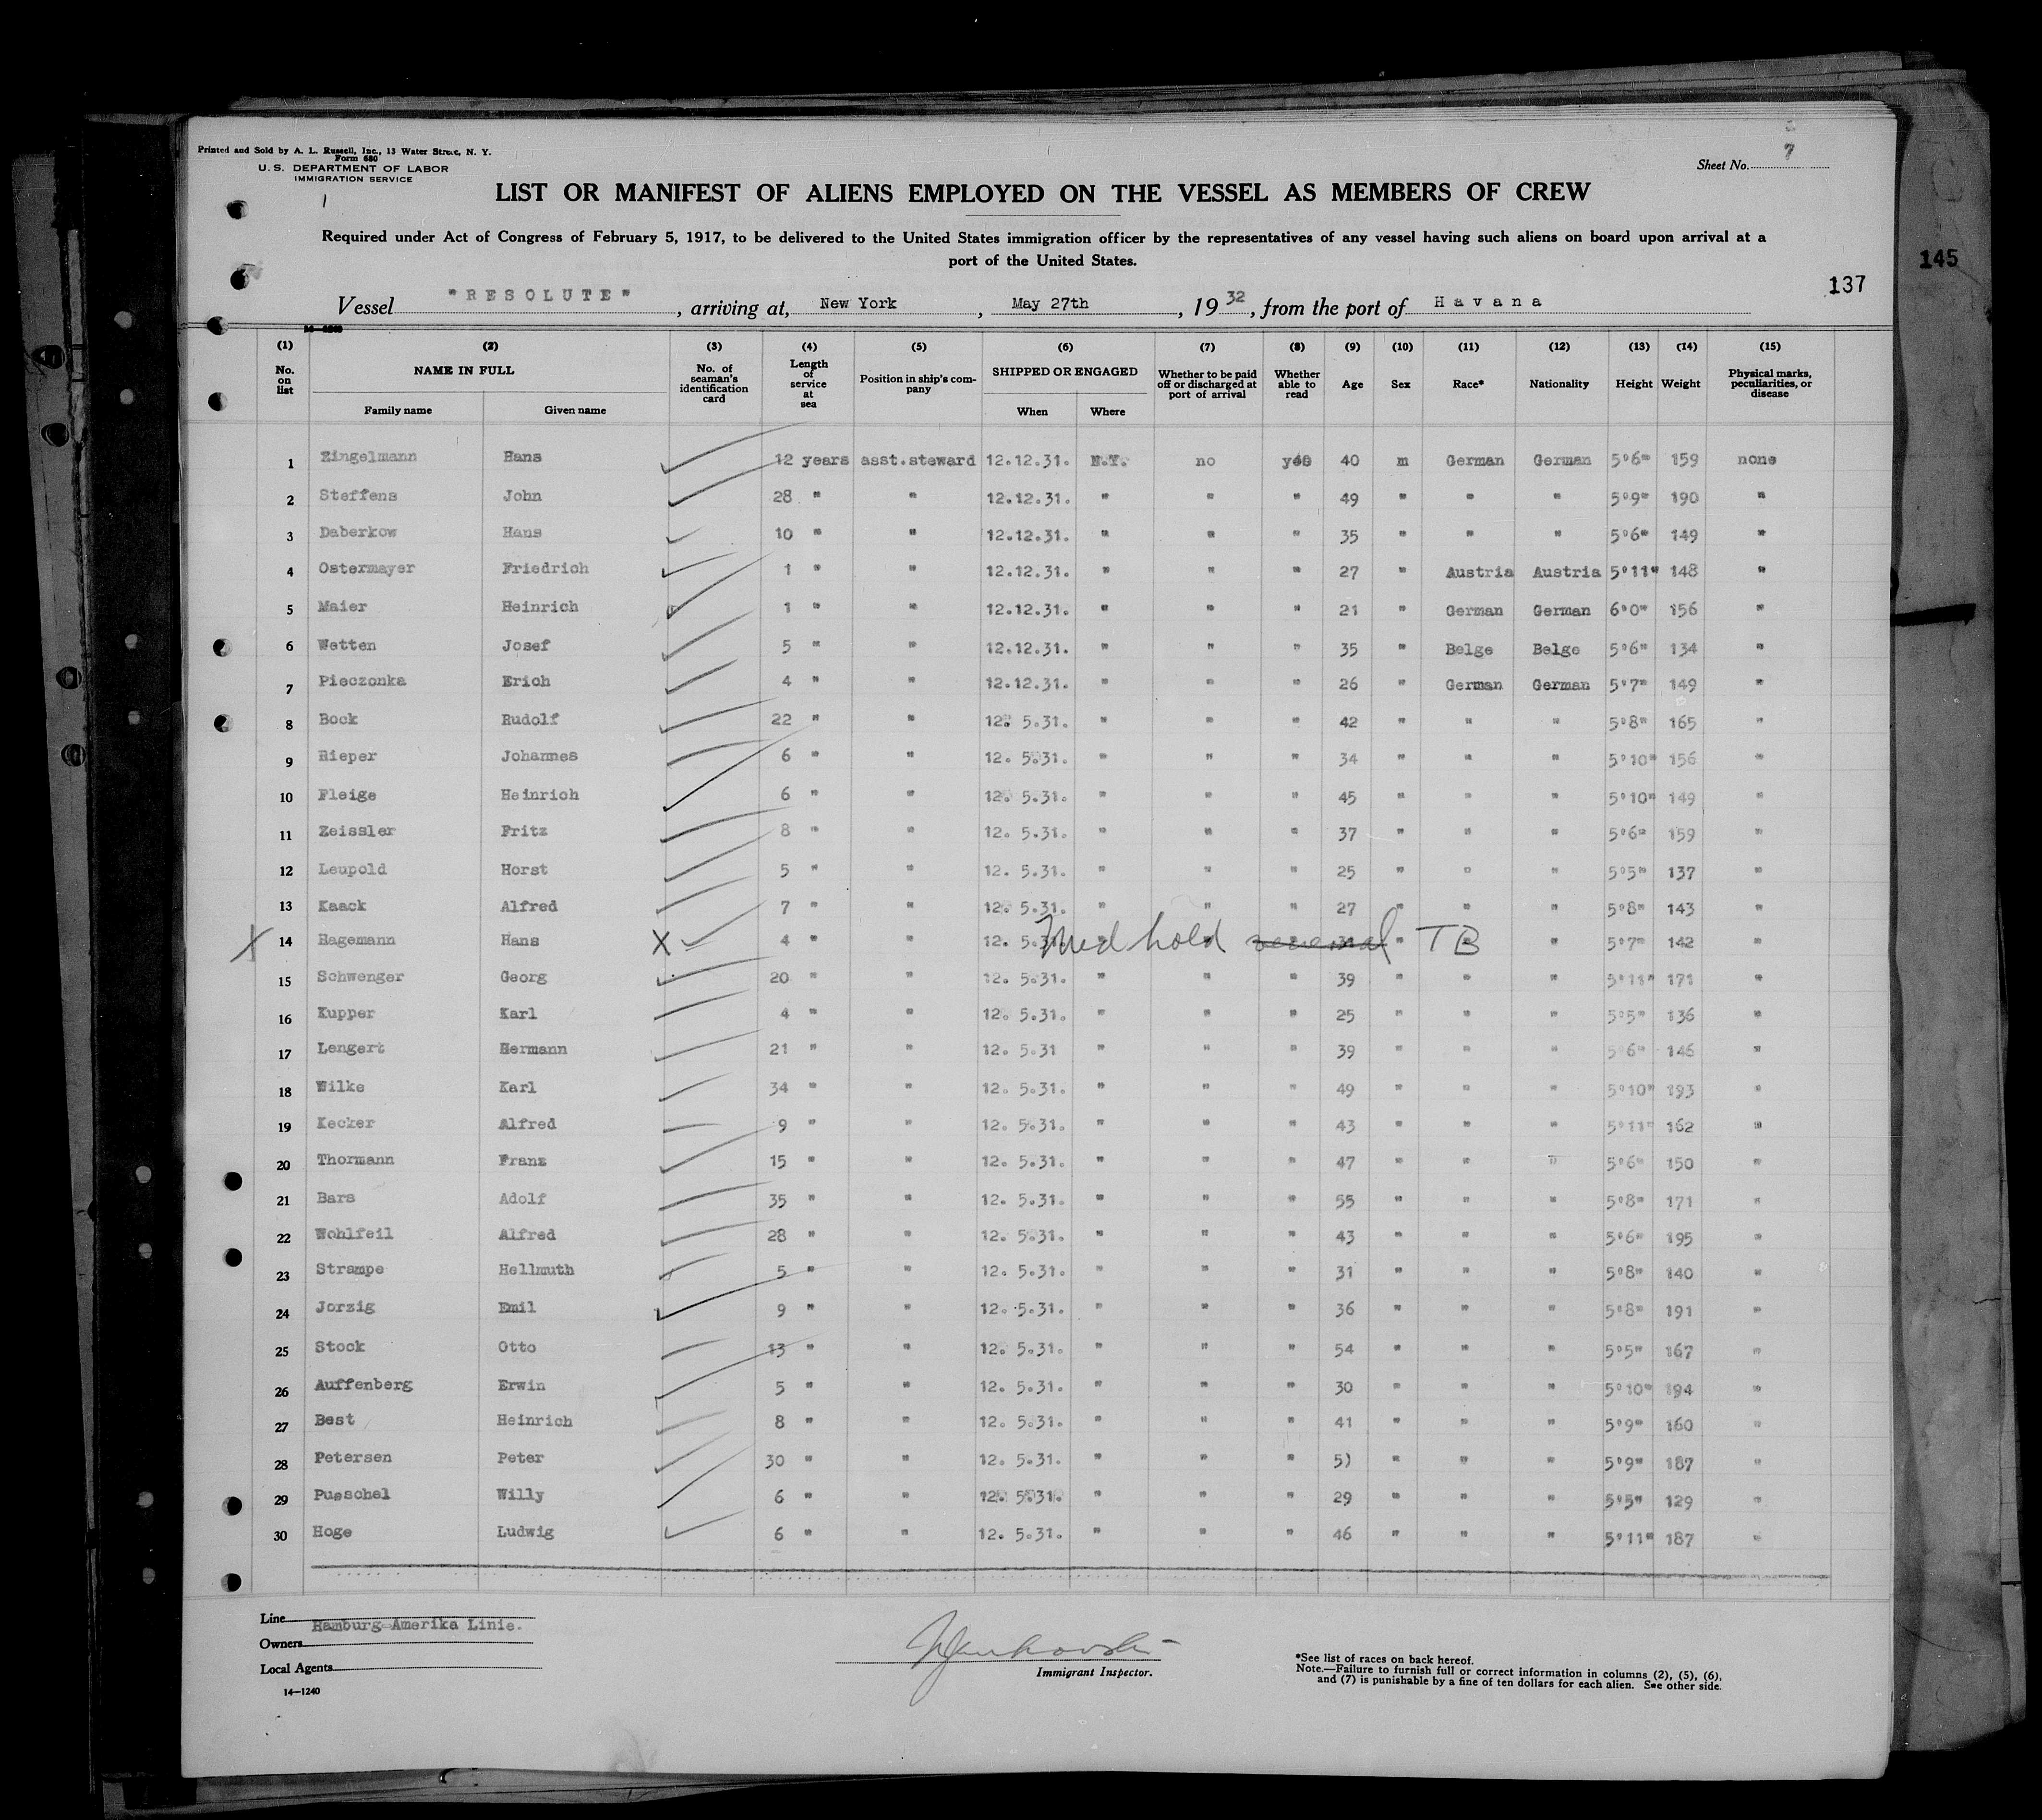 Printed and Sold by A. L. Russell, Inc., 13 Water Street, N. Y.
Form 680
U. S. DEPARTMENT OF LABOR
IMMIGRATION SERVICE
Sheet No. 7
LIST OR MANIFEST OF ALIENS EMPLOYED ON THE VESSEL AS MEMBERS OF CREW
Required under Act of Congress of February 5, 1917, to be delivered to the United States immigration officer by the representatives of any vessel having such aliens on board upon arrival at a
port of the United States.
145
137
Vessel "RESOLUTE", arriving at, New York, May 27th, 1932, from the port of Havana
(1) (2) (3) (4) (5) (6) (7) (8) (9) (10) (11) (12) (13) (14) (15)
No. on list NAME IN FULL Family name Given name No. of seaman's identification card Length of service at sea Position in ship's company SHIPPED OR ENGAGED When Where Whether to be paid off or discharged at port of arrival Whether able to read Age Sex Race* Nationality Height Weight Physical marks, peculiarities, or disease
1 Zingelmann Hans 12 years asst.steward 12.12.31. N.Y. no yes 40 m German German 5'6" 159 none
2 Steffens John 28 " " 12.12.31. " " " 49 " " " 5'9" 190 "
3 Daberkow Hans 10 " " 12.12.31. " " " 35 " " " 5'6" 149 "
4 Ostermayer Friedrich 1 " " 12.12.31. " " " 27 " Austria Austria 5'11" 148 "
5 Maier Heinrich 1 " " 12.12.31. " " " 21 " German German 6'0" 156 "
6 Wetten Josef 5 " " 12.12.31. " " " 35 " Belge Belge 5'6" 134 "
7 Pieczonka Erich 4 " " 12.12.31. " " " 26 " German German 5'7" 149 "
8 Bock Rudolf 22 " " 12. 5.31. " " " 42 " " " 5'8" 165 "
9 Rieper Johannes 6 " " 12. 5.31. " " " 34 " " " 5'10" 156 "
10 Fleige Heinrich 6 " " 12. 5.31. " " " 45 " " " 5'10" 149 "
11 Zeissler Fritz 8 " " 12. 5.31. " " " 37 " " " 5'6" 159 "
12 Leupold Horst 5 " " 12. 5.31. " " " 25 " " " 5'5" 137 "
13 Kaack Alfred 7 " " 12. 5.31. " " " 27 " " " 5'8" 143 "
X 14 Hagemann Hans X 4 " " 12. 5.31. Med hold TB " " 5'7" 142 "
15 Schwenger Georg 20 " " 12. 5.31. " " " 39 " " " 5'11" 171 "
16 Kupper Karl 4 " " 12. 5.31. " " " 25 " " " 5'5" 136 "
17 Lengert Hermann 21 " " 12. 5.31 " " " 39 " " " 5'6" 146 "
18 Wilke Karl 34 " " 12. 5.31. " " " 49 " " " 5'10" 193 "
19 Kecker Alfred 9 " " 12. 5.31. " " " 43 " " " 5'11" 162 "
20 Thormann Franz 15 " " 12. 5.31. " " " 47 " " " 5'6" 150 "
21 Bars Adolf 35 " " 12. 5.31. " " " 55 " " " 5'8" 171 "
22 Wohlfeil Alfred 28 " " 12. 5.31. " " " 43 " " " 5'6" 195 "
23 Strampe Hellmuth 5 " " 12. 5.31. " " " 31 " " " 5'8" 140 "
24 Jorzig Emil 9 " " 12. 5.31. " " " 36 " " " 5'8" 191 "
25 Stock Otto 13 " " 12. 5.31. " " " 54 " " " 5'5" 167 "
26 Auffenberg Erwin 5 " " 12. 5.31. " " " 30 " " " 5'10" 194 "
27 Best Heinrich 8 " " 12. 5.31. " " " 41 " " " 5'9" 160 "
28 Petersen Peter 30 " " 12. 5.31. " " " " " " 5'9" 187 "
29 Pueschel Willy 6 " " 12. 5.31. " " " 29 " " " 5'5" 129 "
30 Hoge Ludwig 6 " " 12. 5.31. " " " 46 " " " 5'11" 187 "
Line
Hamburg-Amerika Linie.
Owners
Local Agents
14—1240
Immigrant Inspector.
*See list of races on back hereof.
Note.—Failure to furnish full or correct information in columns (2), (5), (6),
and (7) is punishable by a fine of ten dollars for each alien. See other side.